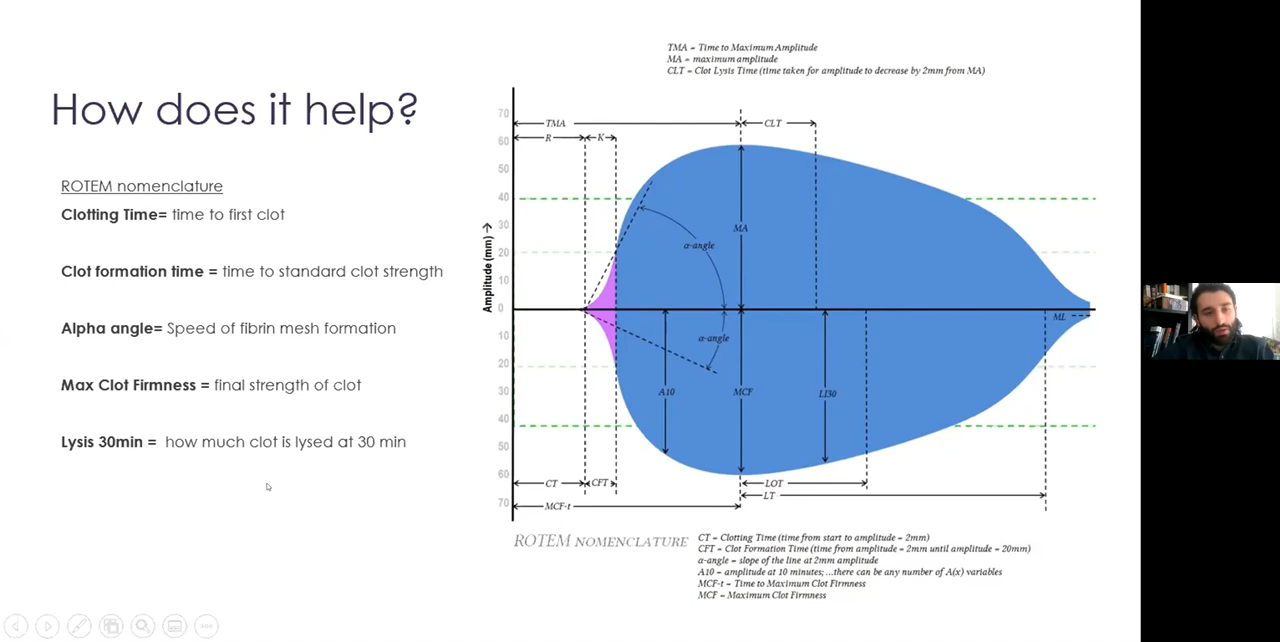 How does it help?
ROTEM nomenclature
Clotting Time= time to first clot
Clot formation time = time to standard clot strength
Alpha angle= Speed of fibrin mesh formation
Max Clot Firmness = final strength of clot
Lysis 30min = how much clot is lysed at 30 min
TMA = Time to Maximum Amplitude
MA = maximum amplitude
CLT = Clot Lysis Time (time taken for amplitude to decrease by 2mm from MA)
Amplitude (mm) →
70
60
50
40
30
20
10
0
10
20
30
40
50
60
70
TMA
CLT
R
K
MA
α-angle
α-angle
ML
A10
MCF
LI30
CT
CFT
LOT
LT
MCF-t
ROTEM NOMENCLATURE
CT = Clotting Time (time from start to amplitude = 2mm)
CFT = Clot Formation Time (time from amplitude = 2mm until amplitude = 20mm)
α-angle = slope of the line at 2mm amplitude
A10 = amplitude at 10 minutes; ...there can be any number of A(x) variables
MCF-t = Time to Maximum Clot Firmness
MCF = Maximum Clot Firmness